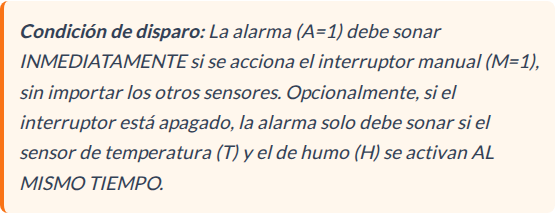 Condición de disparo: La alarma (A=1) debe sonar
INMEDIATAMENTE si se acciona el interruptor manual (M=1),
sin importar los otros sensores. Opcionalmente, si el
interruptor está apagado, la alarma solo debe sonar si el
sensor de temperatura (T) y el de humo (H) se activan AL
MISMO TIEMPO.